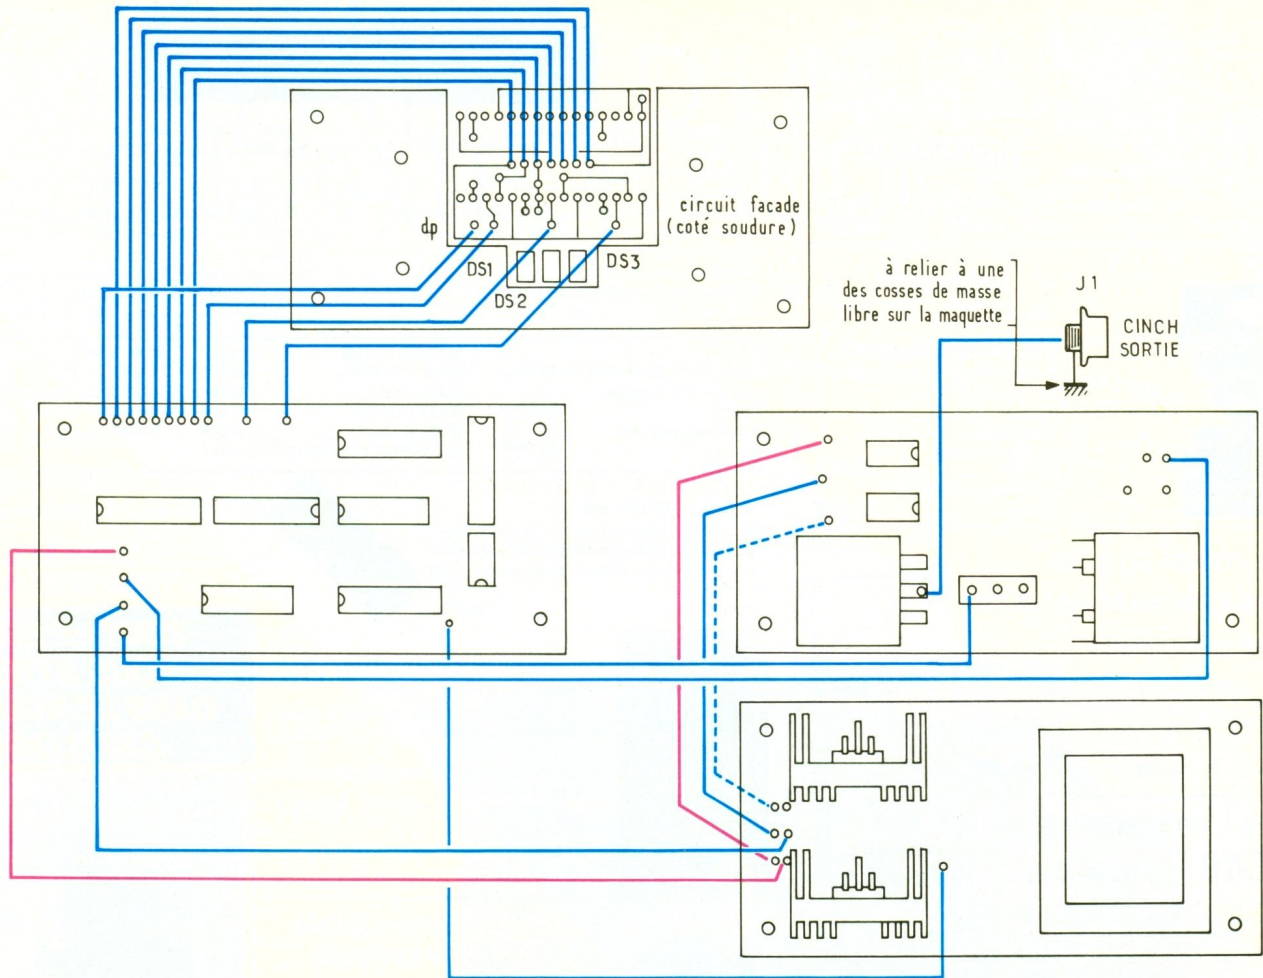 circuit facade
(coté soudure)
dp
DS1
DS2
DS3
à relier à une
des cosses de masse
libre sur la maquette
J1
CINCH
SORTIE